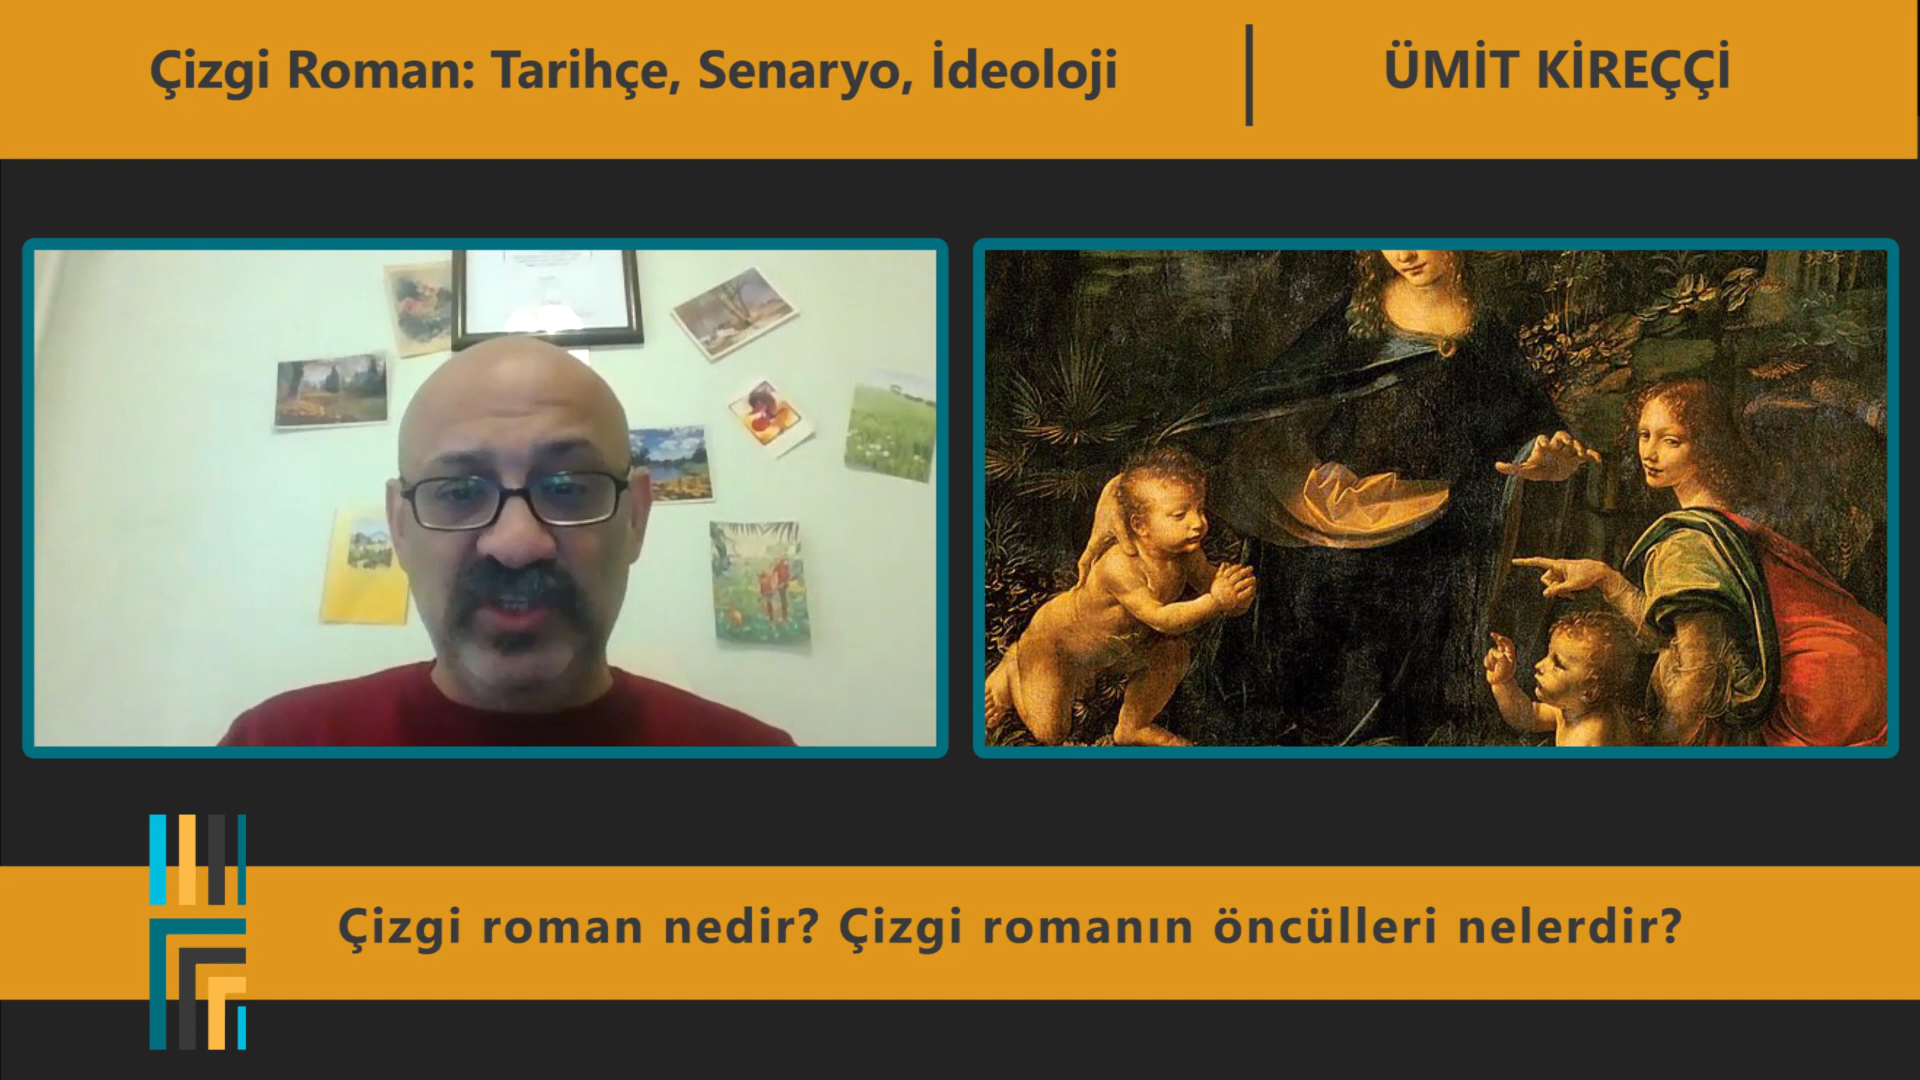 Çizgi Roman: Tarihçe, Senaryo, İdeoloji
ÜMİT KİREÇÇİ
Çizgi roman nedir? Çizgi romanın öncülleri nelerdir?